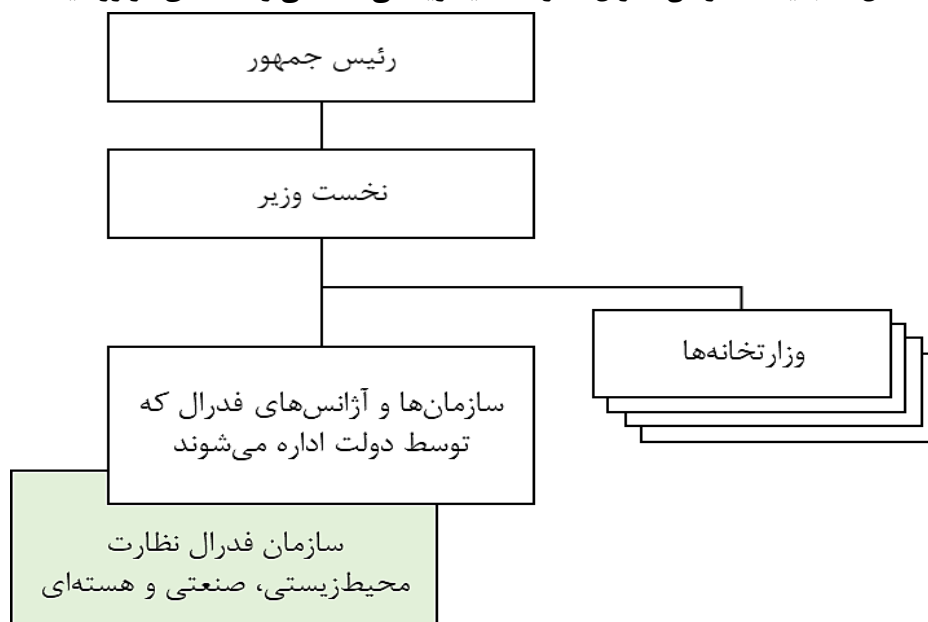 رئیس جمهور
نخست وزیر
وزارتخانه‌ها
سازمان‌ها و آژانس‌های فدرال که
توسط دولت اداره می‌شوند
سازمان فدرال نظارت
محیط‌زیستی، صنعتی و هسته‌ای